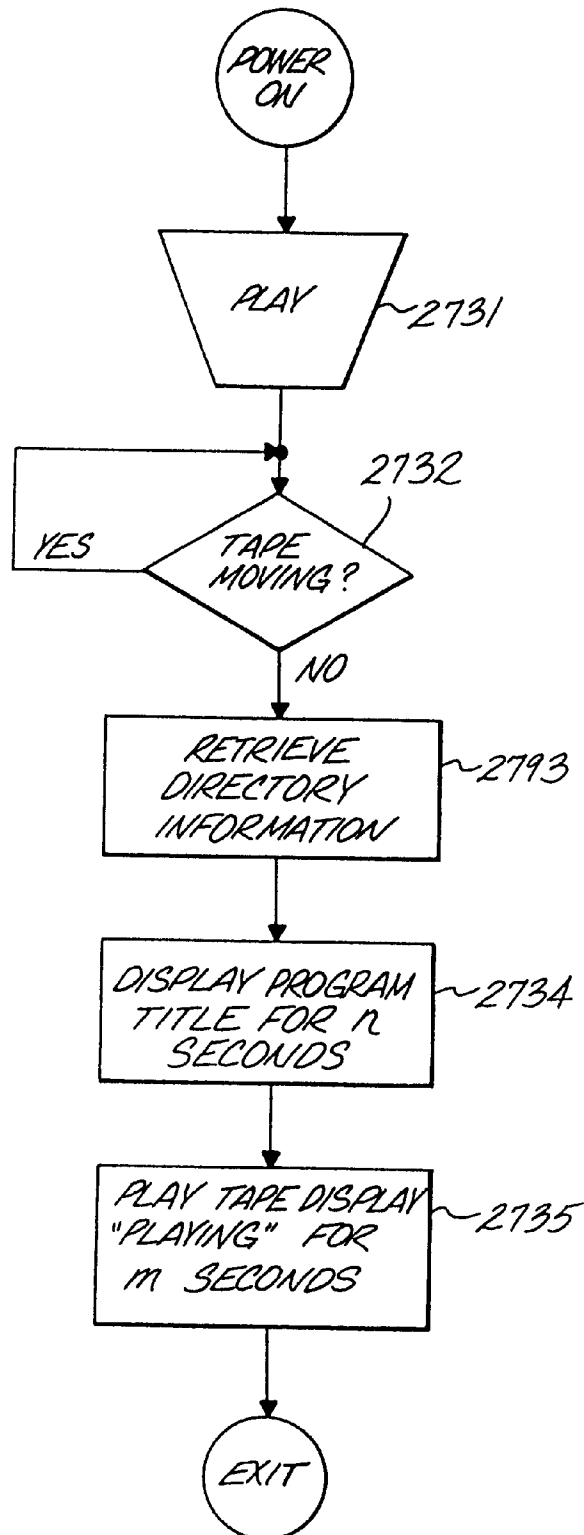 POWER
ON
PLAY
2731
2732
YES
TAPE
MOVING?
NO
RETRIEVE
DIRECTORY
INFORMATION
2793
DISPLAY PROGRAM
TITLE FOR n
SECONDS
2734
PLAY TAPE DISPLAY
"PLAYING" FOR
m SECONDS
2735
EXIT